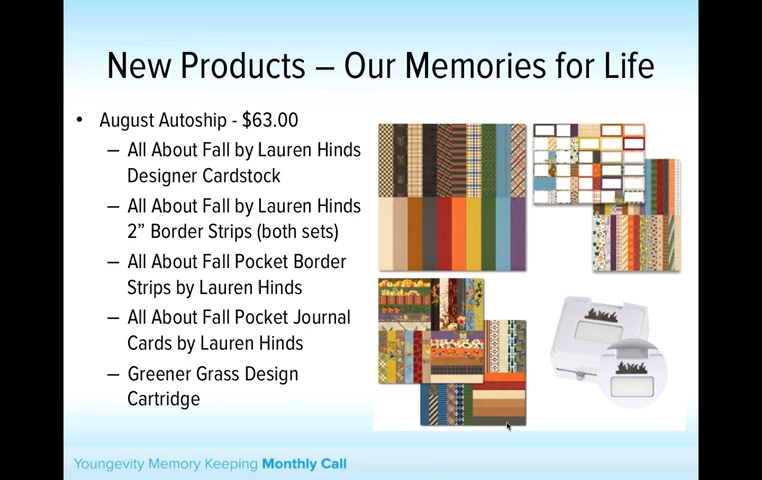 New Products – Our Memories for Life
• August Autoship - $63.00
– All About Fall by Lauren Hinds
Designer Cardstock
– All About Fall by Lauren Hinds
2” Border Strips (both sets)
– All About Fall Pocket Border
Strips by Lauren Hinds
– All About Fall Pocket Journal
Cards by Lauren Hinds
– Greener Grass Design
Cartridge
Youngevity Memory Keeping Monthly Call